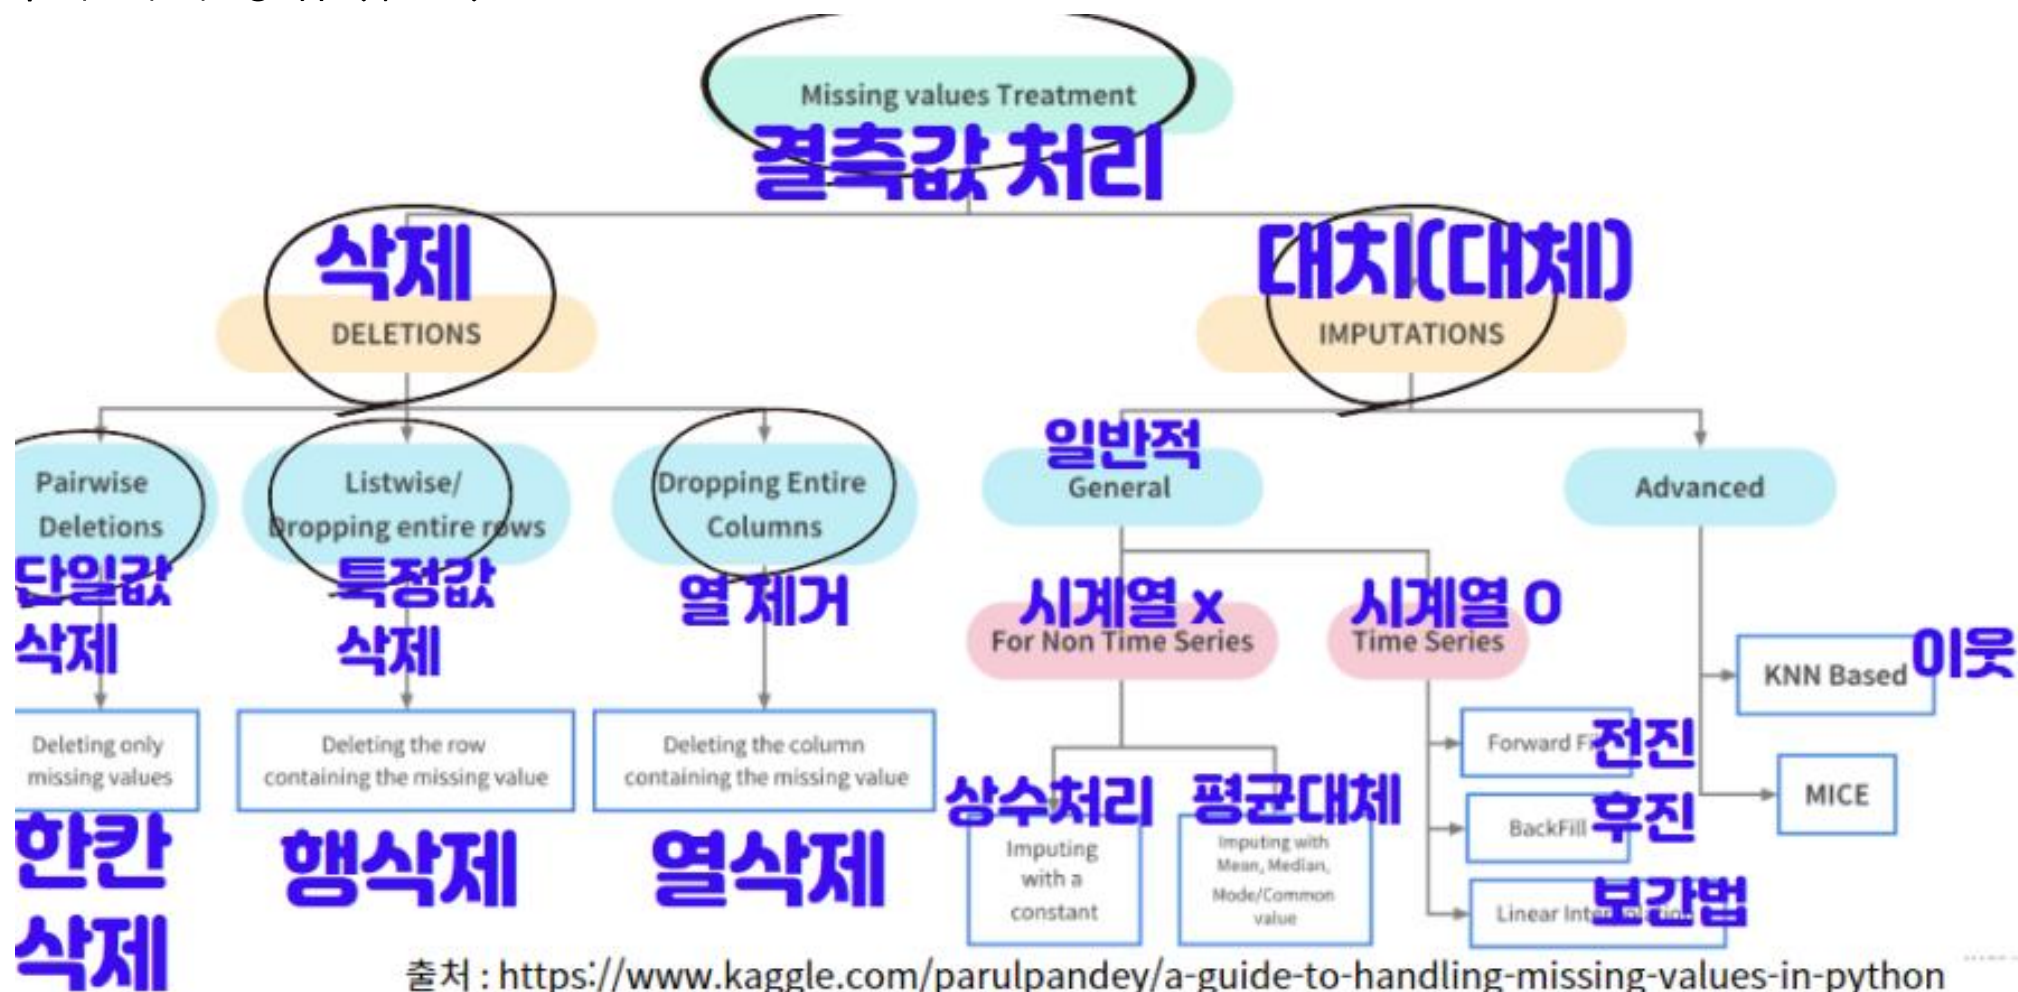 Missing values Treatment
결측값 처리
삭제
DELETIONS
대치(대체)
IMPUTATIONS
Pairwise
Deletions
단일값
삭제
Listwise/
Dropping entire rows
특정값
삭제
Dropping Entire
Columns
열 제거
일반적
General
Advanced
시계열 x
For Non Time Series
시계열 O
Time Series
KNN Based
이웃
MICE
Deleting only
missing values
한칸
삭제
Deleting the row
containing the missing value
행삭제
Deleting the column
containing the missing value
열삭제
상수처리
Imputing
with a
constant
평균대체
Imputing with
Mean, Median,
Mode/Common
value
Forward
전진
BackFill
후진
Linear
보간법
출처 : https://www.kaggle.com/parulpandey/a-guide-to-handling-missing-values-in-python